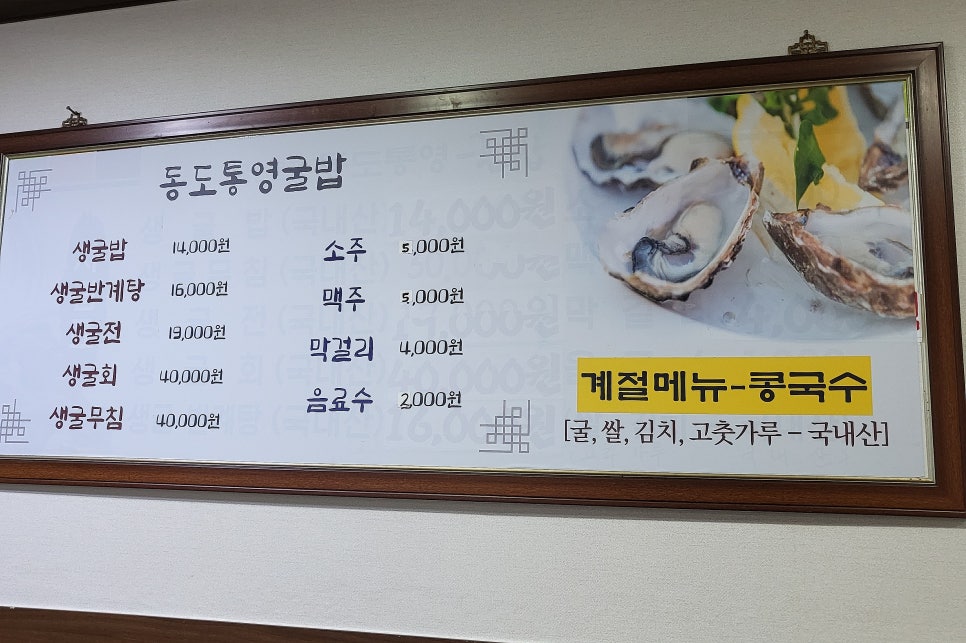 동도통영굴밥
생굴밥 14,000원
생굴반계탕 16,000원
생굴전 19,000원
생굴회 40,000원
생굴무침 40,000원
소주 5,000원
맥주 5,000원
막걸리 4,000원
음료수 2,000원
계절메뉴-콩국수
[굴, 쌀, 김치, 고춧가루 - 국내산]